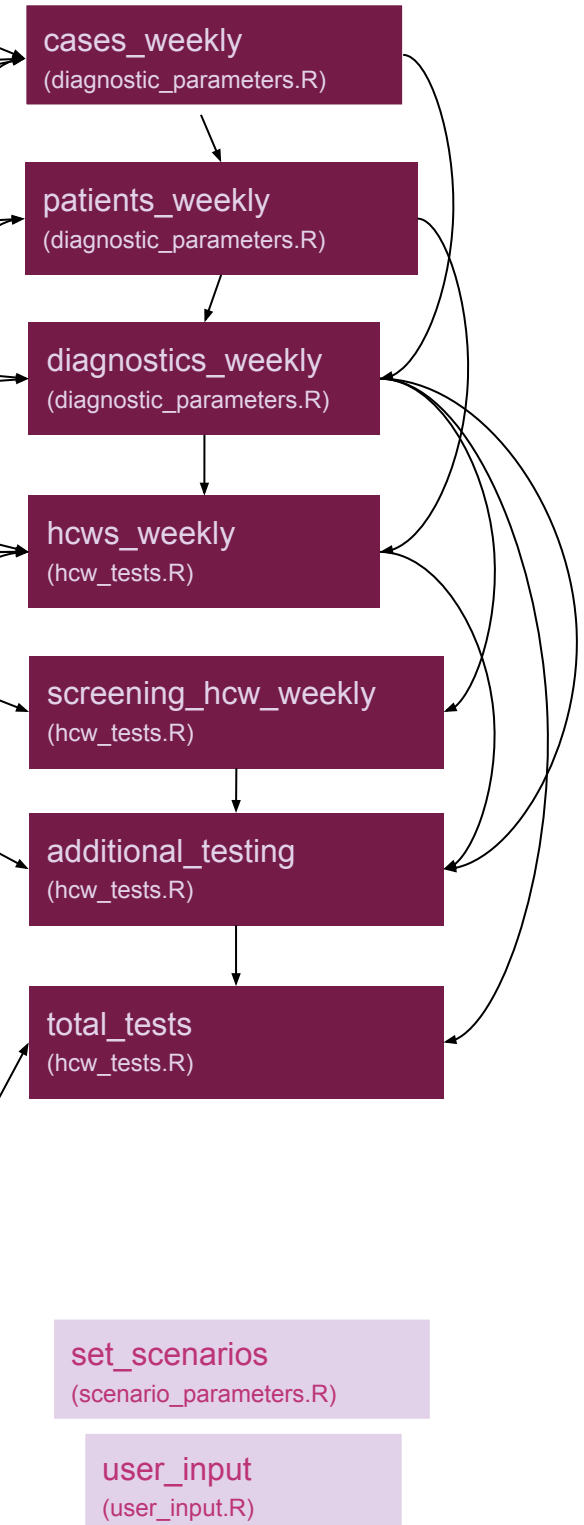 cases_weekly
(diagnostic_parameters.R)
patients_weekly
(diagnostic_parameters.R)
diagnostics_weekly
(diagnostic_parameters.R)
hcws_weekly
(hcw_tests.R)
screening_hcw_weekly
(hcw_tests.R)
additional_testing
(hcw_tests.R)
total_tests
(hcw_tests.R)
set_scenarios
(scenario_parameters.R)
user_input
(user_input.R)